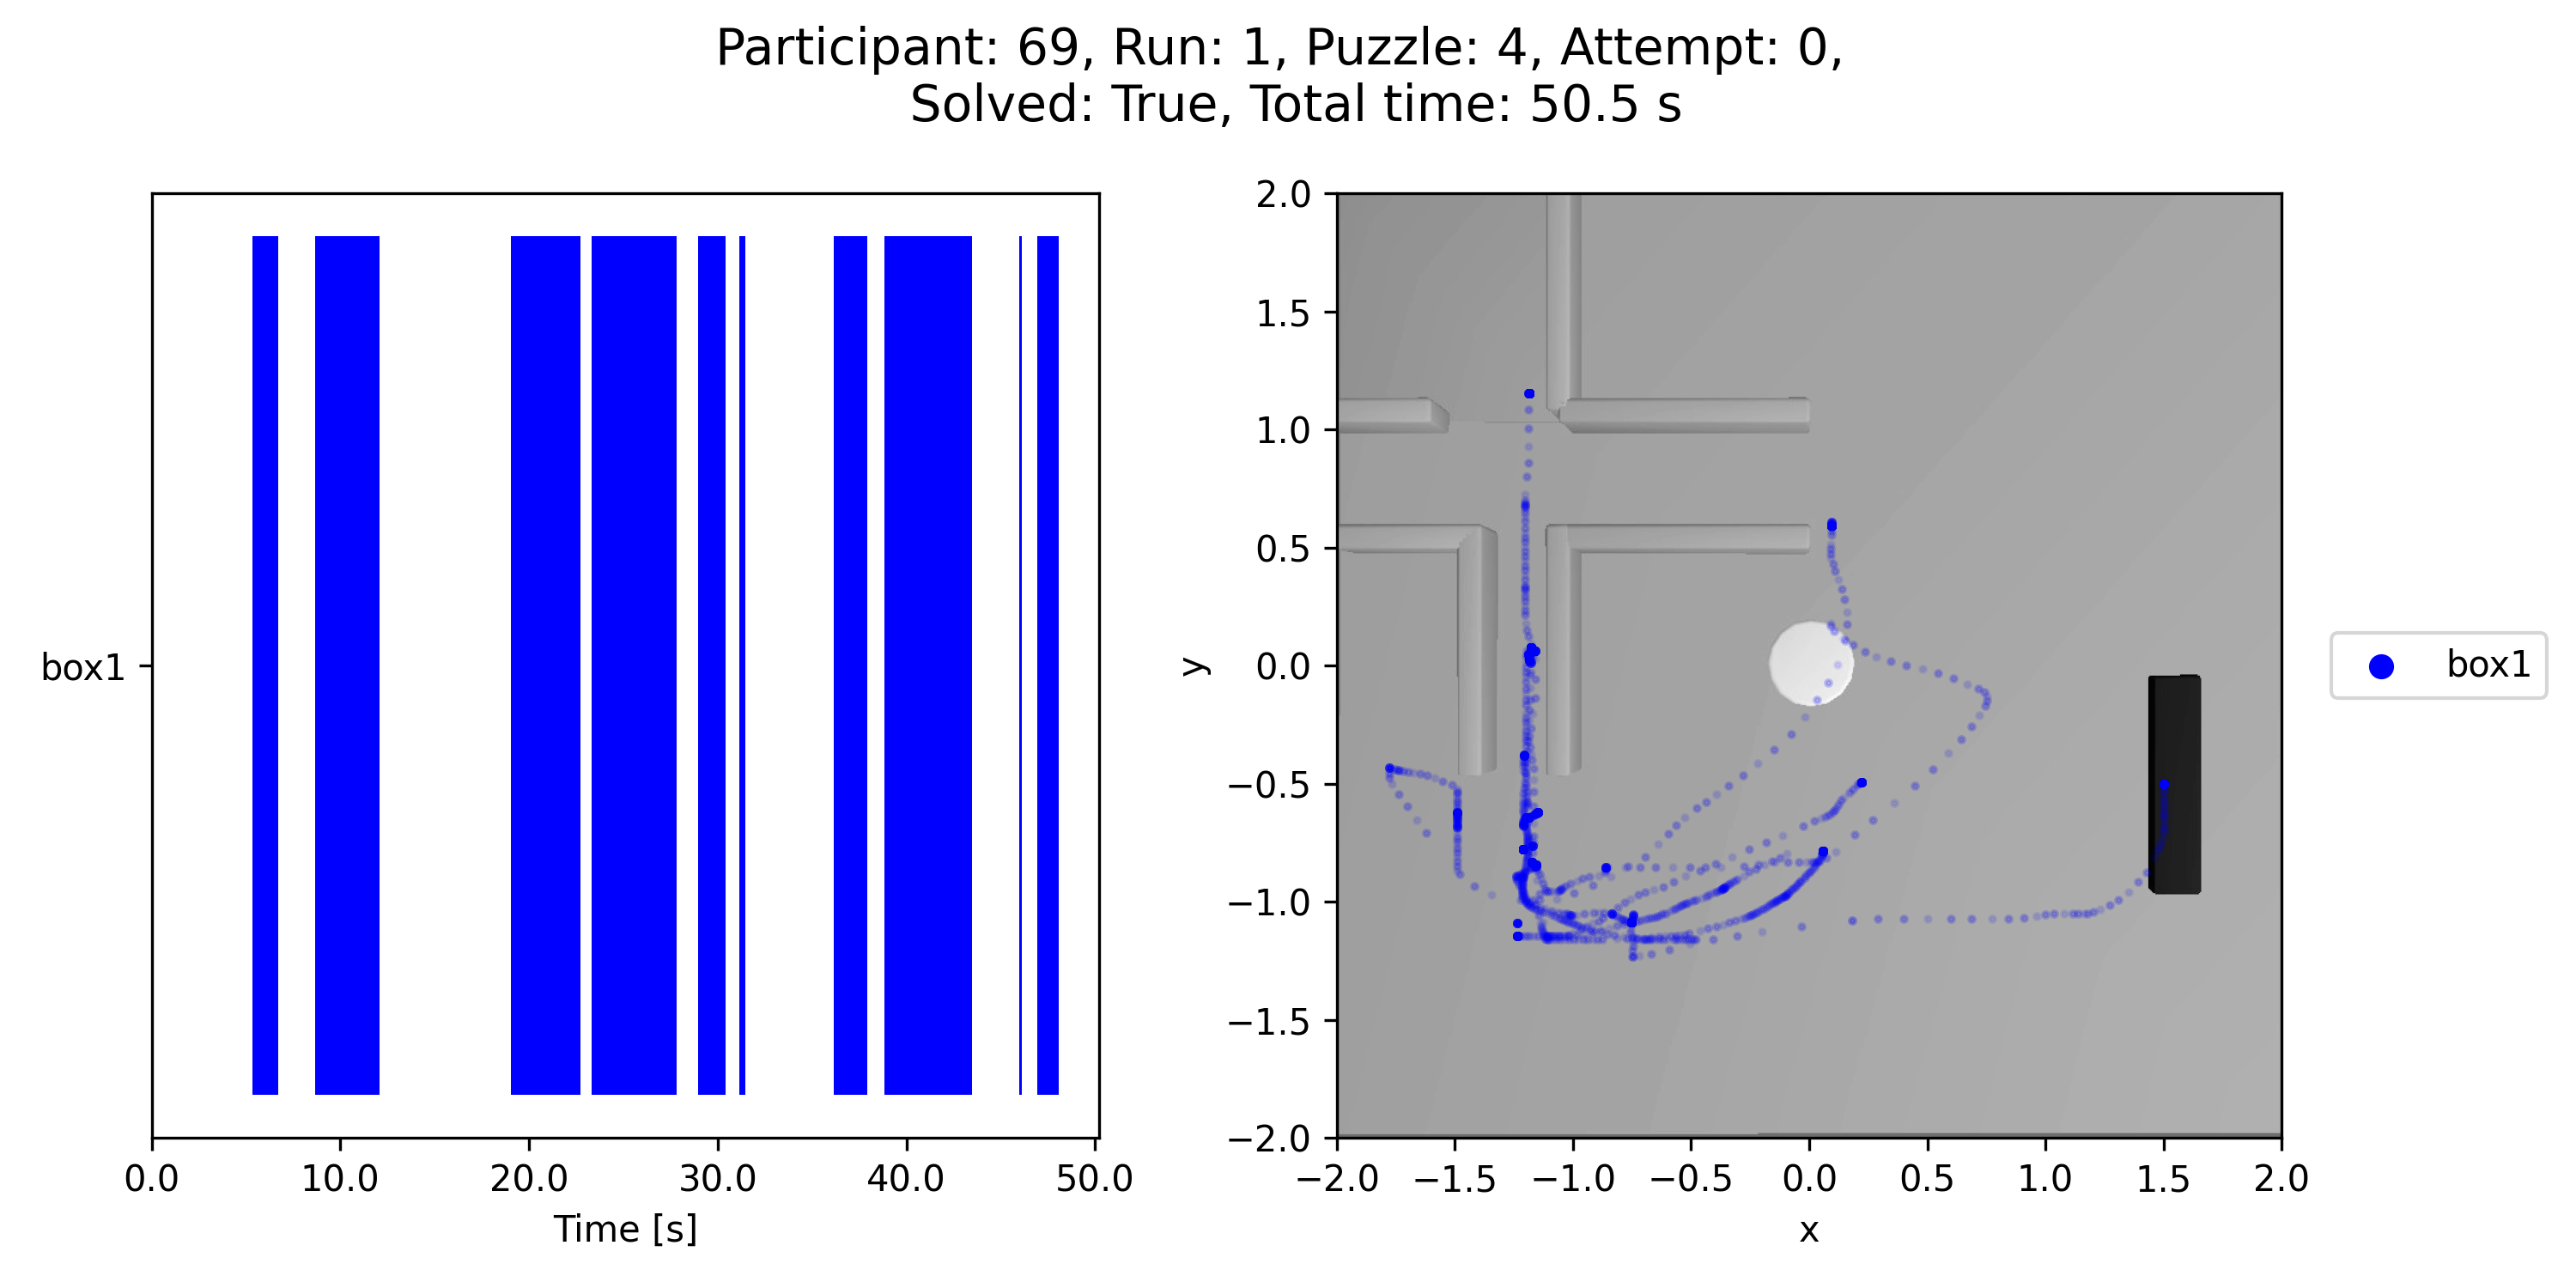 Participant: 69, Run: 1, Puzzle: 4, Attempt: 0,
Solved: True, Total time: 50.5 s
box1
0.0 10.0 20.0 30.0 40.0 50.0
Time [s]
2.0
1.5
1.0
0.5
0.0
−0.5
−1.0
−1.5
−2.0
y
−2.0 −1.5 −1.0 −0.5 0.0 0.5 1.0 1.5 2.0
x
box1